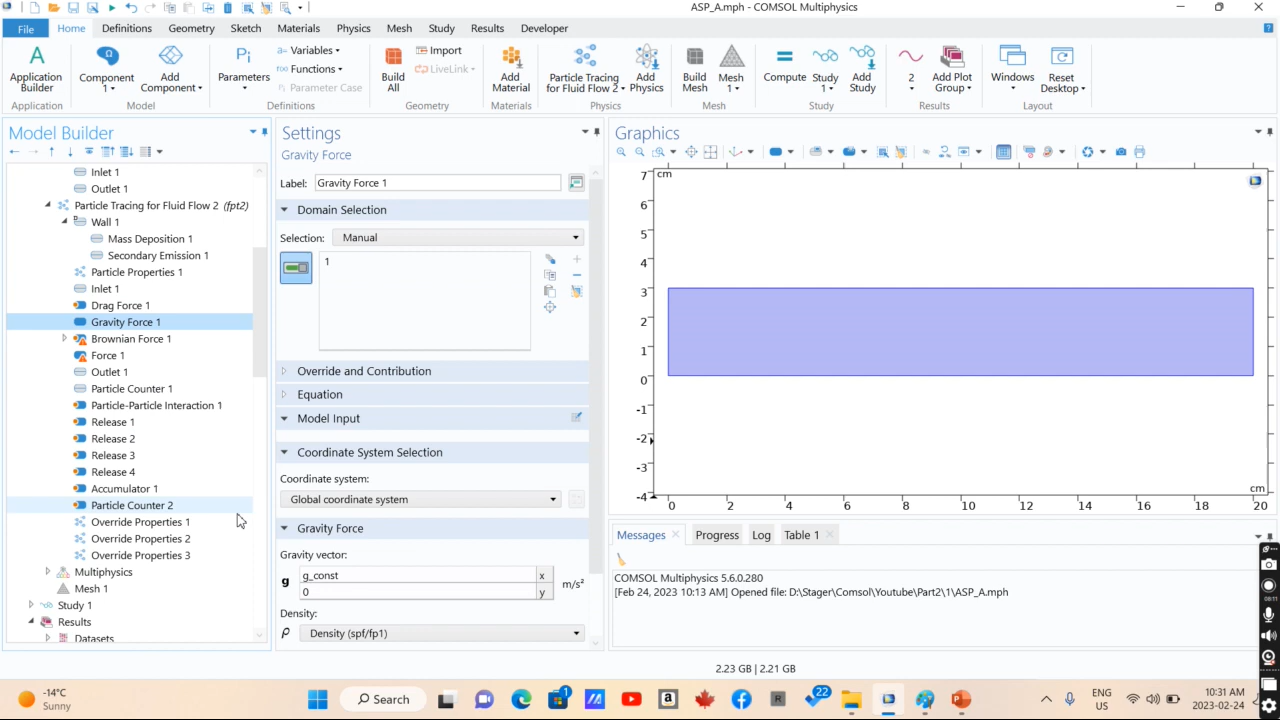 ASP_A.mph - COMSOL Multiphysics
File Home Definitions Geometry Sketch Materials Physics Mesh Study Results Developer
Application Builder
Application
Component 1
Add Component
Model
Pi
Parameters
a= Variables
f(x) Functions
Parameter Case
Definitions
Build All
Import
LiveLink
Geometry
Add Material
Materials
Particle Tracing for Fluid Flow 2
Add Physics
Physics
Build Mesh
Mesh 1
Mesh
Compute
Study 1
Add Study
Study
2
Add Plot Group
Results
Windows
Reset Desktop
Layout
Model Builder
Inlet 1
Outlet 1
Particle Tracing for Fluid Flow 2 (fpt2)
Wall 1
Mass Deposition 1
Secondary Emission 1
Particle Properties 1
Inlet 1
Drag Force 1
Gravity Force 1
Brownian Force 1
Force 1
Outlet 1
Particle Counter 1
Particle-Particle Interaction 1
Release 1
Release 2
Release 3
Release 4
Accumulator 1
Particle Counter 2
Override Properties 1
Override Properties 2
Override Properties 3
Multiphysics
Mesh 1
Study 1
Results
Datasets
Settings
Gravity Force
Label: Gravity Force 1
Domain Selection
Selection: Manual
1
Override and Contribution
Equation
Model Input
Coordinate System Selection
Coordinate system:
Global coordinate system
Gravity Force
Gravity vector:
g g_const x
0 y
m/s²
Density:
ρ Density (spf/fp1)
Graphics
7 cm
6
5
4
3
2
1
0
-1
-2
-3
-4
cm
0 2 4 6 8 10 12 14 16 18 20
Messages Progress Log Table 1
COMSOL Multiphysics 5.6.0.280
[Feb 24, 2023 10:13 AM] Opened file: D:\Stager\Comsol\Youtube\Part2\1\ASP_A.mph
2.23 GB | 2.21 GB
-14°C
Sunny
Search
1
R
22
ENG
US
10:31 AM
2023-02-24